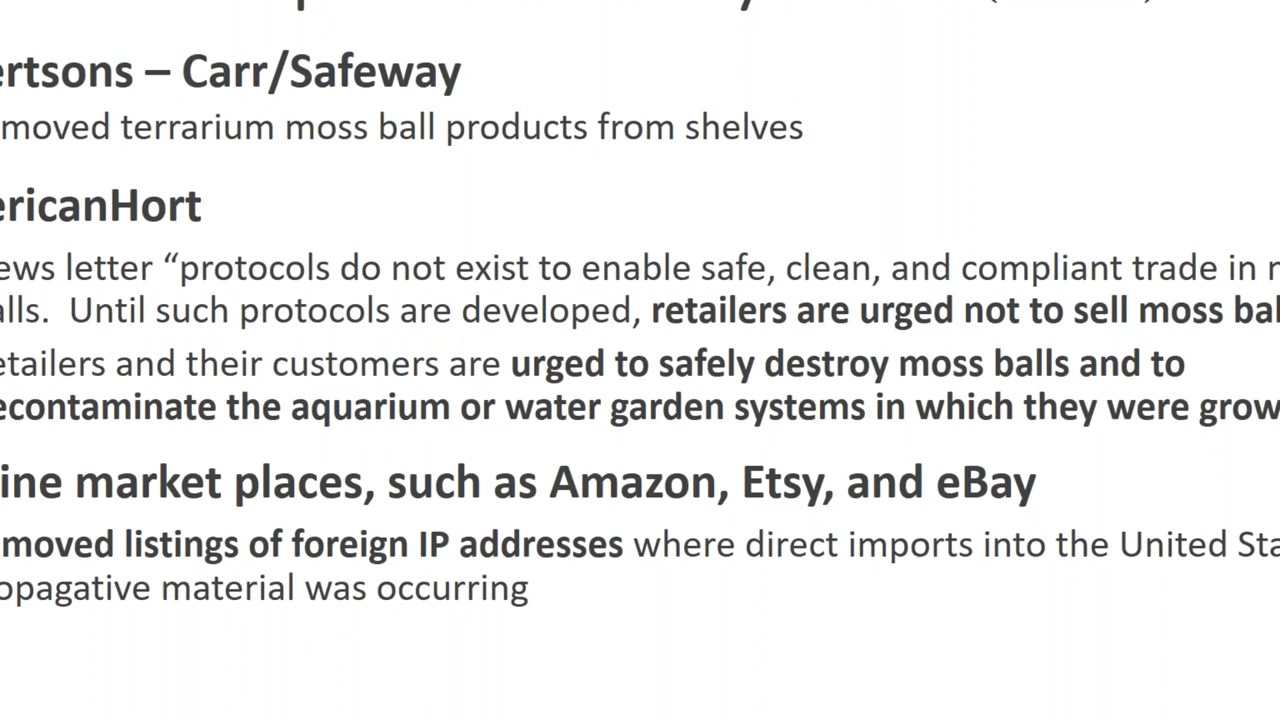 ertsons – Carr/Safeway
moved terrarium moss ball products from shelves
ericanHort
ews letter “protocols do not exist to enable safe, clean, and compliant trade in
alls.  Until such protocols are developed, retailers are urged not to sell moss bal
etailers and their customers are urged to safely destroy moss balls and to
econtaminate the aquarium or water garden systems in which they were grow
ine market places, such as Amazon, Etsy, and eBay
moved listings of foreign IP addresses where direct imports into the United Sta
opagative material was occurring